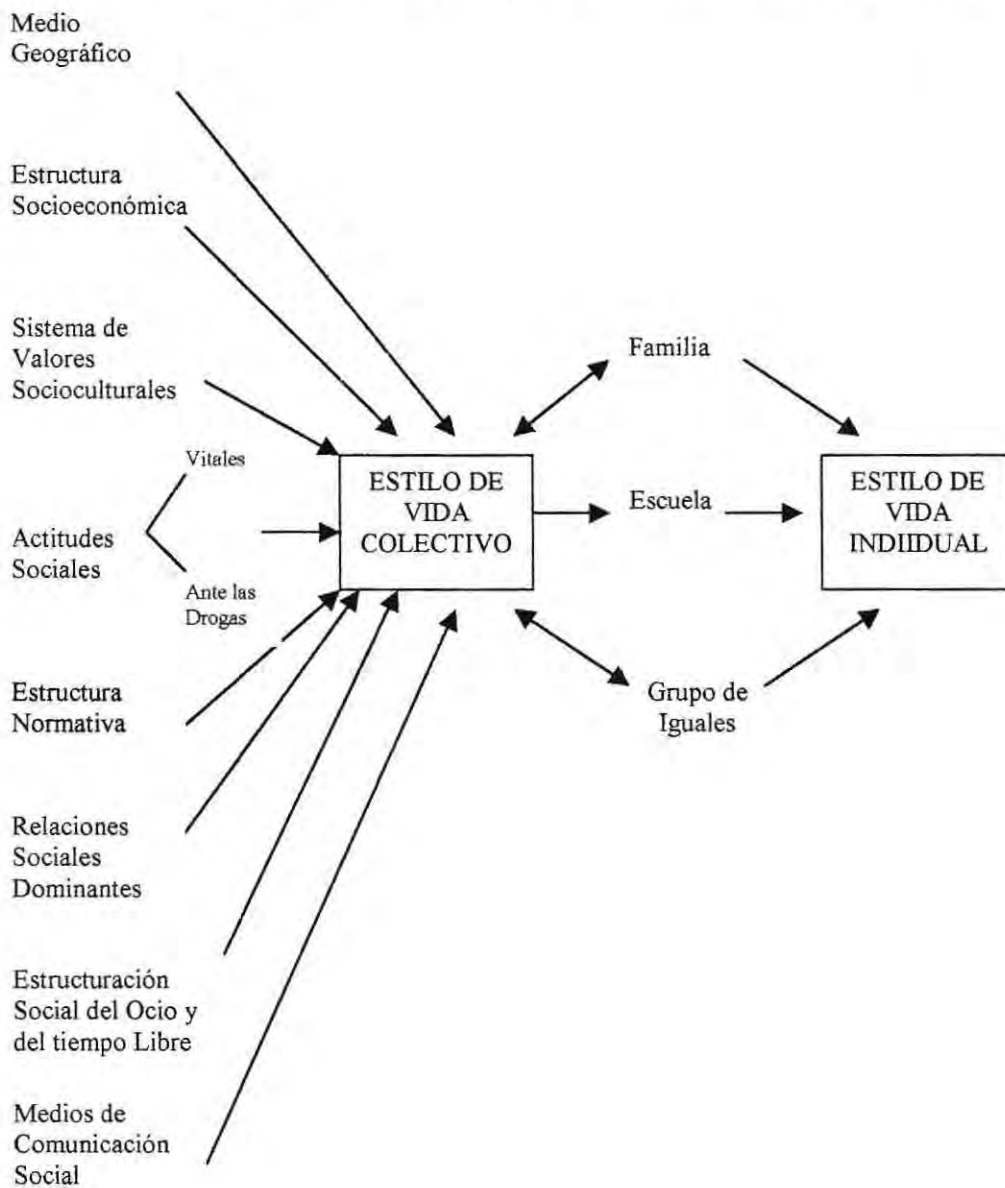 Medio
Geográfico
Estructura
Socioeconómica
Sistema de
Valores
Socioculturales
Vitales
Actitudes
Sociales
Ante las
Drogas
Estructura
Normativa
Relaciones
Sociales
Dominantes
Estructuración
Social del Ocio y
del tiempo Libre
Medios de
Comunicación
Social
ESTILO DE
VIDA
COLECTIVO
Familia
Escuela
Grupo de
Iguales
ESTILO DE
VIDA
INDIIDUAL